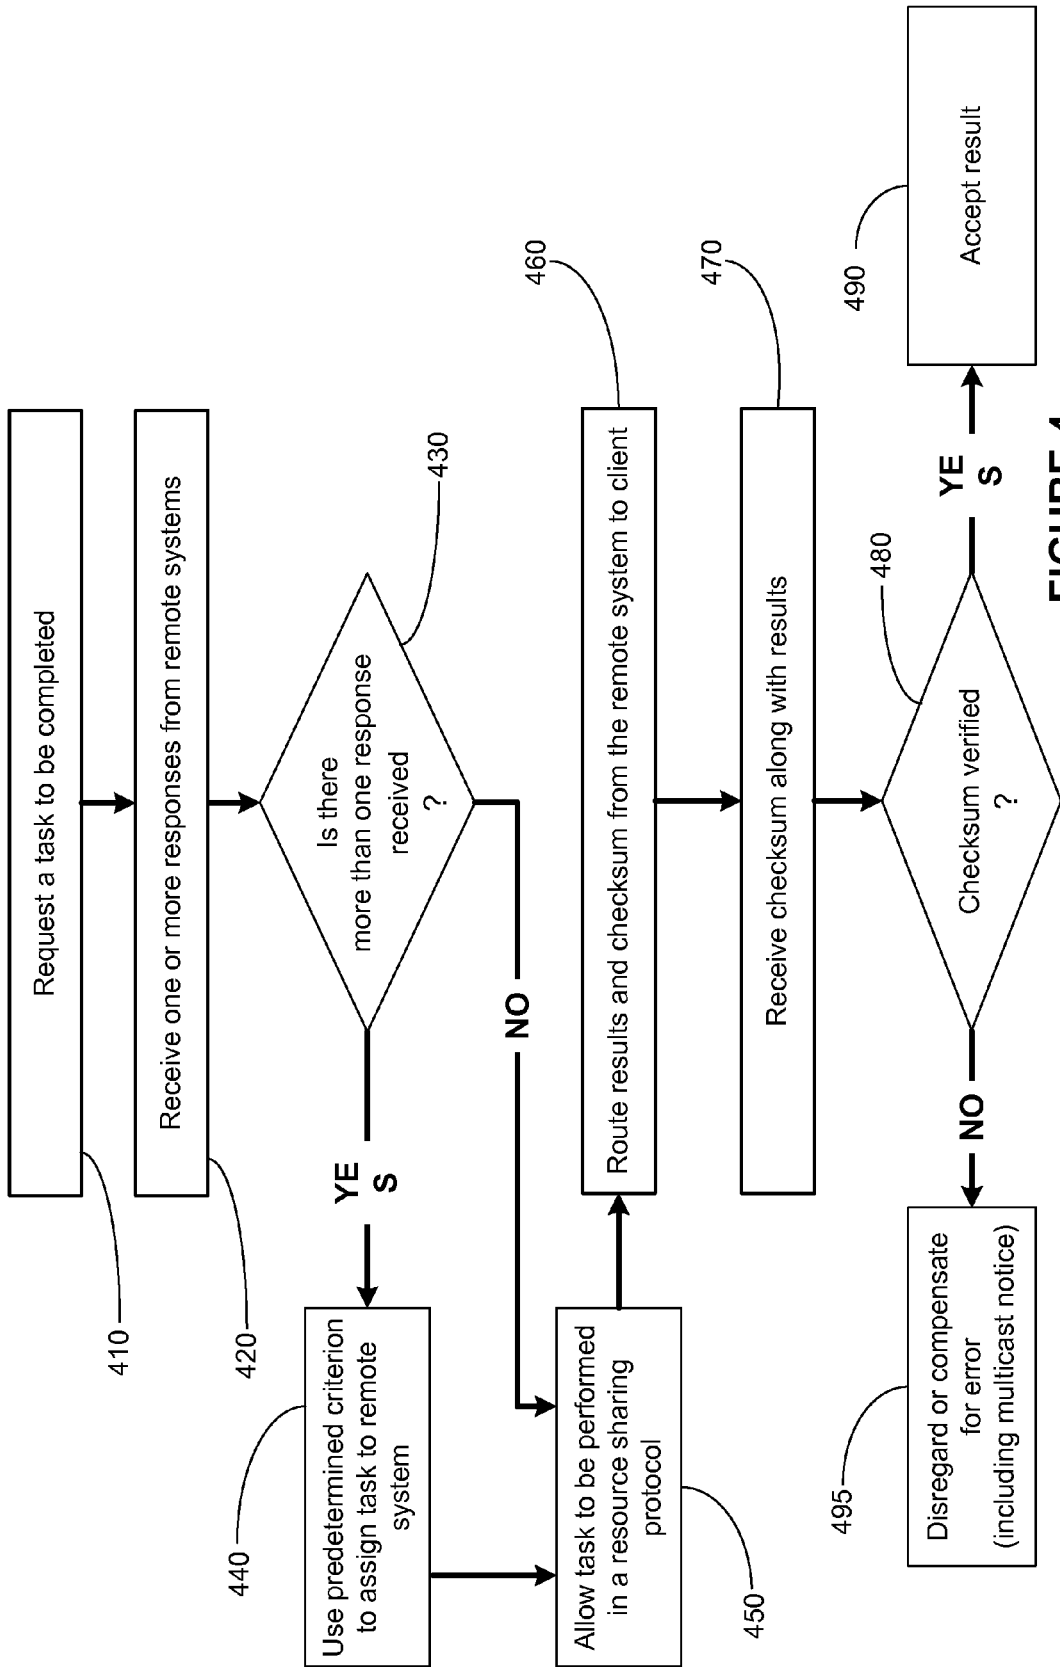 Request a task to be completed
410
Receive one or more responses from remote systems
420
Is there
more than one response
received
?
430
YE
S
NO
Use predetermined criterion
to assign task to remote
system
440
Allow task to be performed
in a resource sharing
protocol
450
Route results and checksum from the remote system to client
460
Receive checksum along with results
470
Checksum verified
?
480
NO
YE
S
Disregard or compensate
for error
(including multicast notice)
495
Accept result
490
FIGURE 4